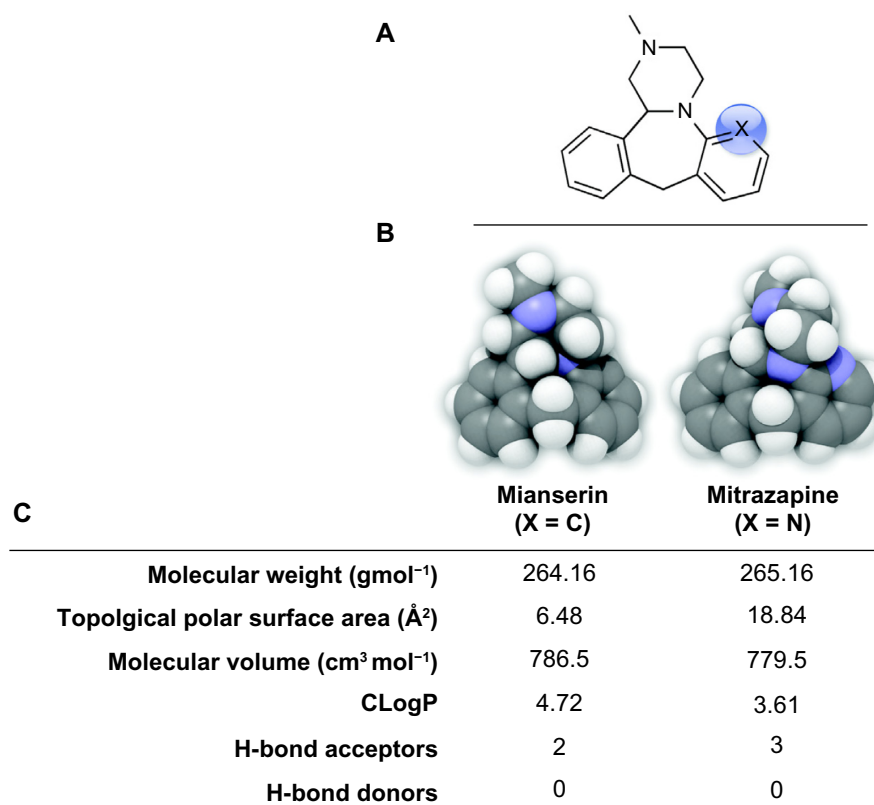 A
N
N
X
B
Mianserin
(X = C)
Mitrazapine
(X = N)
C
Molecular weight (gmol⁻¹) 264.16 265.16
Topolgical polar surface area (Å²) 6.48 18.84
Molecular volume (cm³ mol⁻¹) 786.5 779.5
CLogP 4.72 3.61
H-bond acceptors 2 3
H-bond donors 0 0